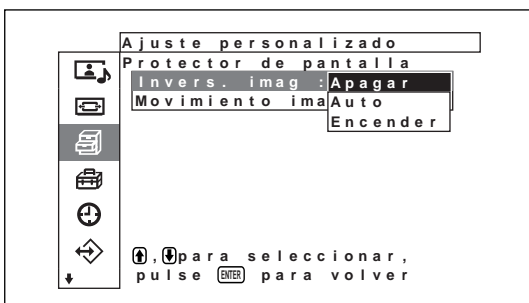 Ajuste personalizado
Protector de pantalla
Invers. imag : Apagar
Movimiento ima Auto
Encender
, para seleccionar,
pulse ENTER para volver